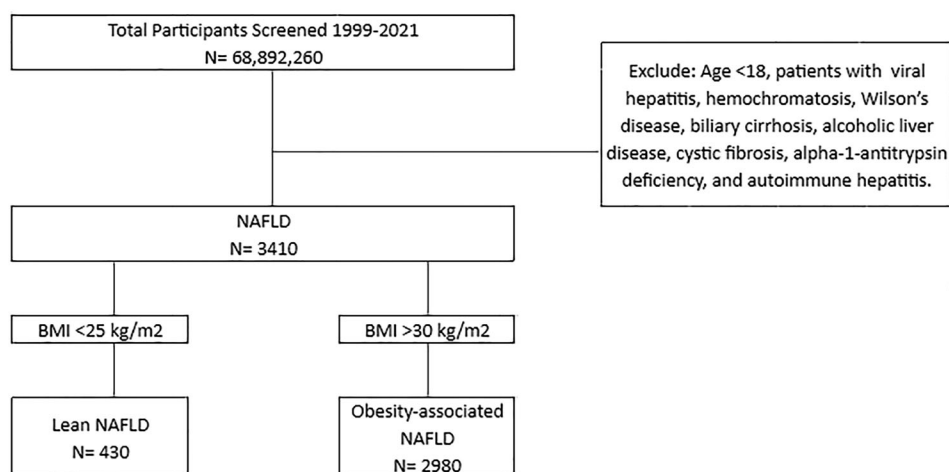 Total Participants Screened 1999-2021
N= 68,892,260
Exclude: Age <18, patients with viral
hepatitis, hemochromatosis, Wilson's
disease, biliary cirrhosis, alcoholic liver
disease, cystic fibrosis, alpha-1-antitrypsin
deficiency, and autoimmune hepatitis.
NAFLD
N= 3410
BMI <25 kg/m2
BMI >30 kg/m2
Lean NAFLD
N= 430
Obesity-associated
NAFLD
N= 2980